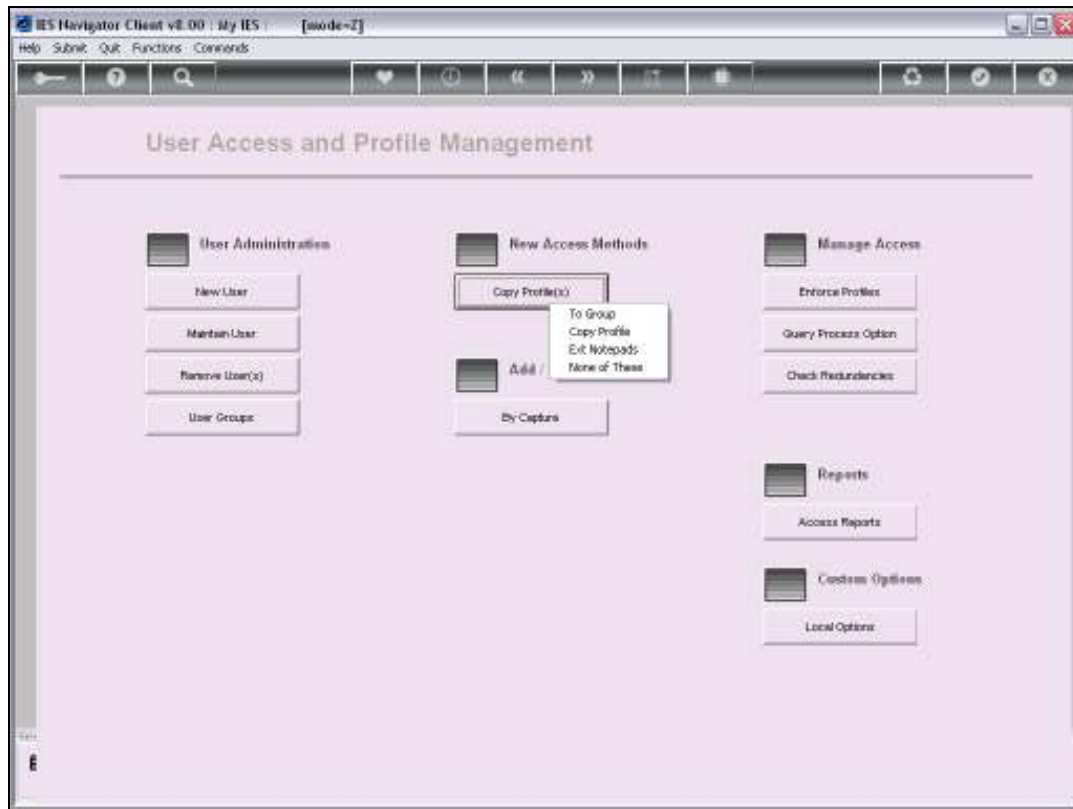 IES Navigator Client v8.00 : My IES : [mode=Z]
Help Submit Quit Functions Commands
User Access and Profile Management
User Administration
New User
Maintain User
Remove User(s)
User Groups
New Access Methods
Copy Profile(s)
To Group
Copy Profile
Exit Notepads
None of These
Add /
By Capture
Manage Access
Enforce Profiles
Query Process Option
Check Redundancies
Reports
Access Reports
Custom Options
Local Options